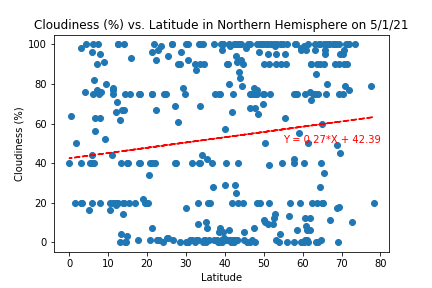 Cloudiness (%) vs. Latitude in Northern Hemisphere on 5/1/21
100
80
60
40
20
0
Cloudiness (%)
Y = 0.27*X + 42.39
0 10 20 30 40 50 60 70 80
Latitude